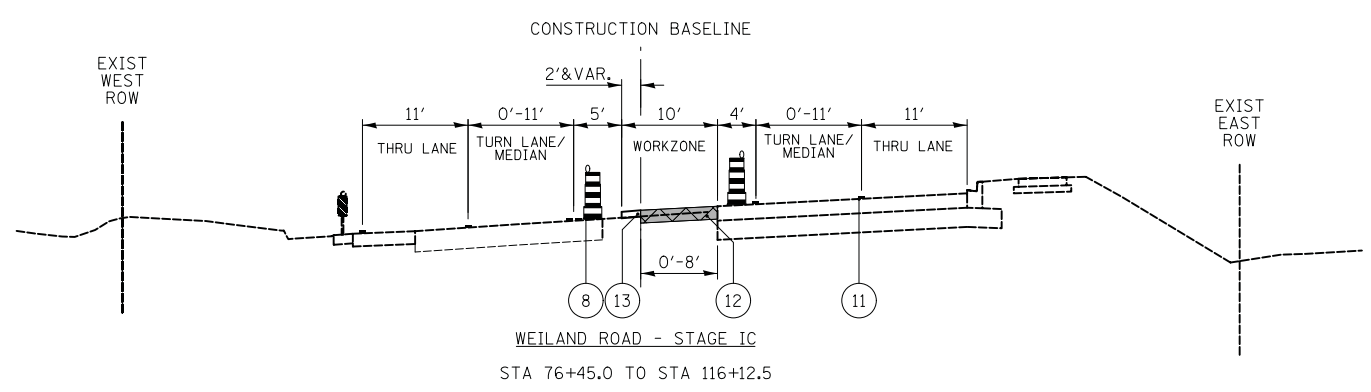 CONSTRUCTION BASELINE
EXIST
WEST
ROW
2'&VAR.
EXIST
EAST
ROW
11'
0'-11'
5'
10'
4'
0'-11'
11'
THRU LANE
TURN LANE/
MEDIAN
WORKZONE
TURN LANE/
MEDIAN
THRU LANE
0'-8'
8
13
12
11
WEILAND ROAD - STAGE IC
STA 76+45.0 TO STA 116+12.5